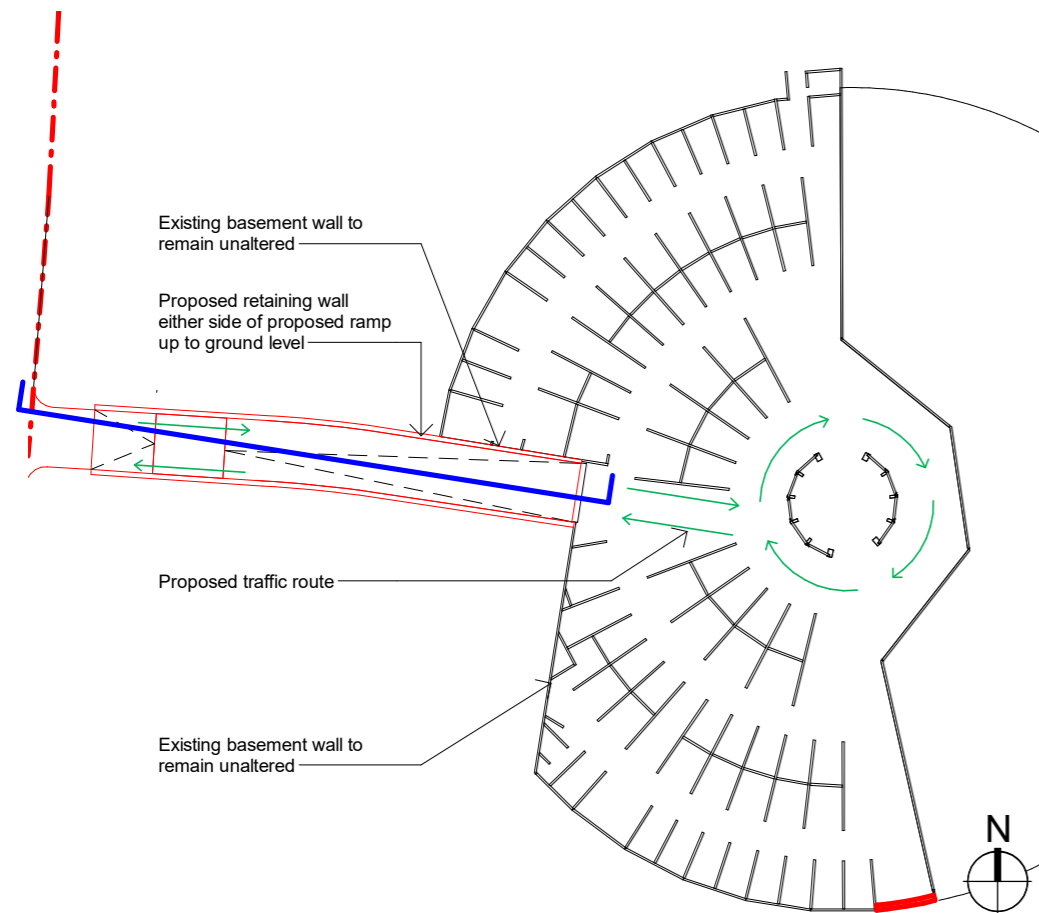 Existing basement wall to
remain unaltered
Proposed retaining wall
either side of proposed ramp
up to ground level
Proposed traffic route
Existing basement wall to
remain unaltered
N